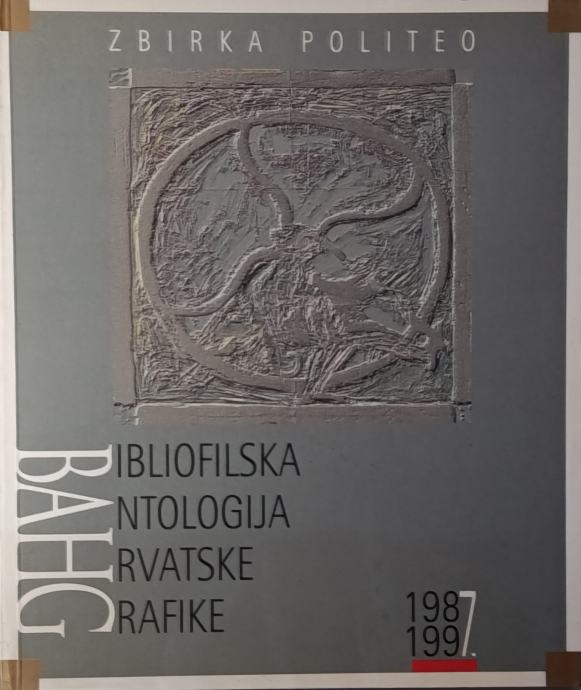 ZBIRKA POLITEO
BIBLIOFILSKA
ANTOLOGIJA
HRVATSKE
GRAFIKE
1987
1997.